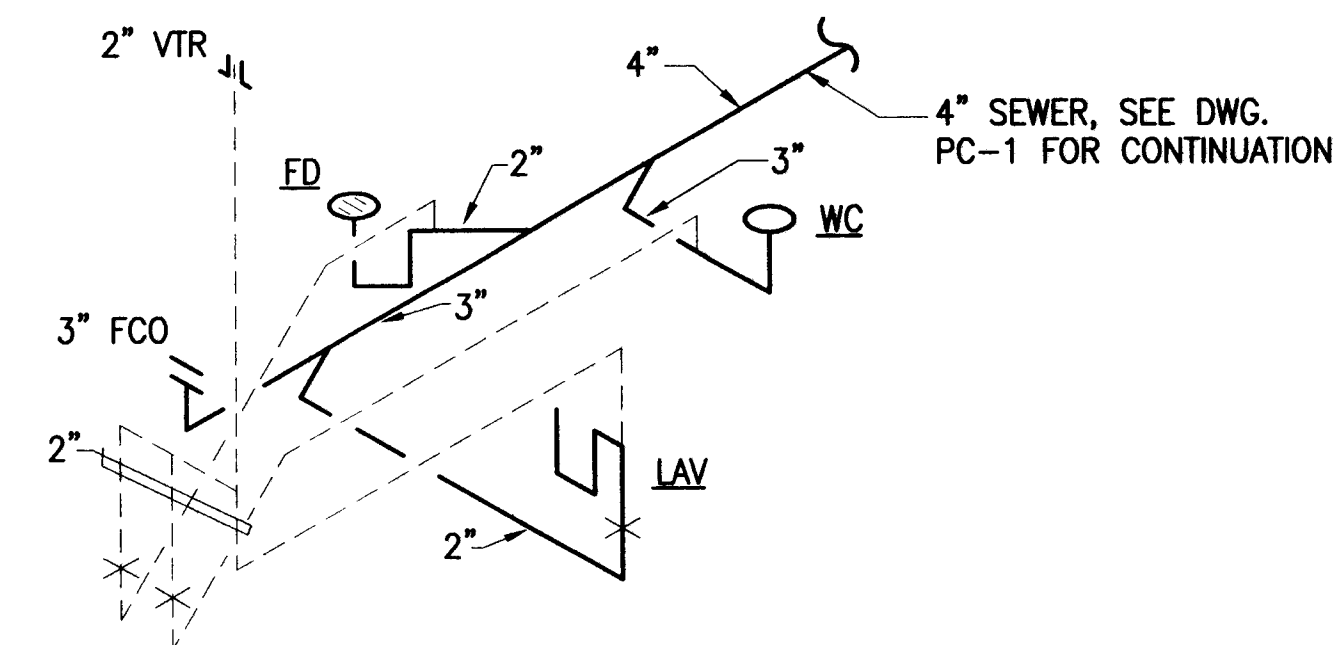 2” VTR
4”
4” SEWER, SEE DWG.
PC-1 FOR CONTINUATION
FD
2”
3”
WC
3”
3” FCO
2”
LAV
2”